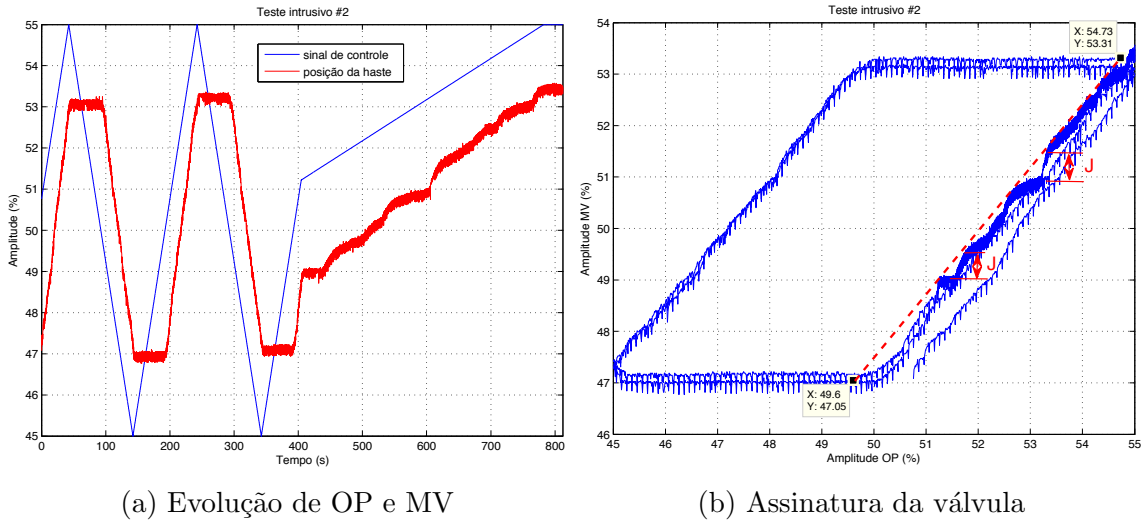 Teste intrusivo #2
55
54
53
52
51
50
49
48
47
46
45
Amplitude (%)
sinal de controle
posição da haste
0 100 200 300 400 500 600 700 800
Tempo (s)
(a) Evolução de OP e MV
Teste intrusivo #2
54
53
52
51
50
49
48
47
46
Amplitude MV (%)
X: 54.73
Y: 53.31
J
J
X: 49.6
Y: 47.05
45 46 47 48 49 50 51 52 53 54 55
Amplitude OP (%)
(b) Assinatura da válvula